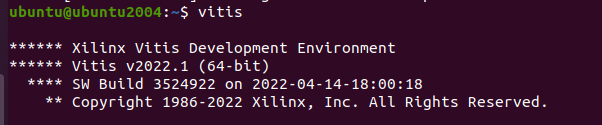 ubuntu@ubuntu2004:~$ vitis
****** Xilinx Vitis Development Environment
****** Vitis v2022.1 (64-bit)
**** SW Build 3524922 on 2022-04-14-18:00:18
** Copyright 1986-2022 Xilinx, Inc. All Rights Reserved.